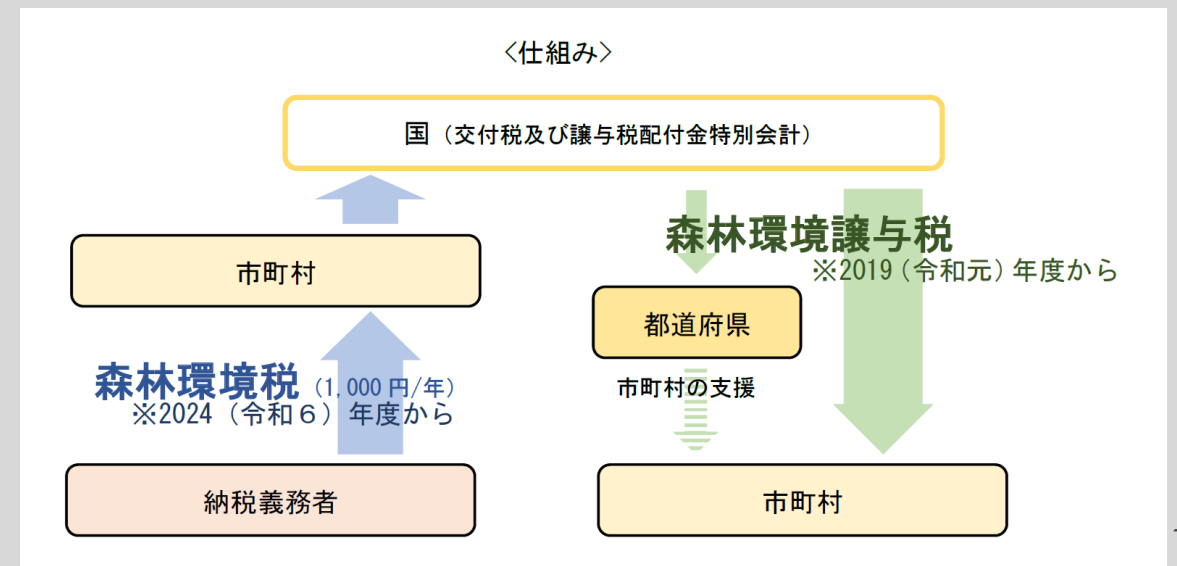 <仕組み>
国（交付税及び譲与税配付金特別会計）
市町村
森林環境税（1,000円/年）
※2024（令和６）年度から
納税義務者
森林環境譲与税
※2019（令和元）年度から
都道府県
市町村の支援
市町村